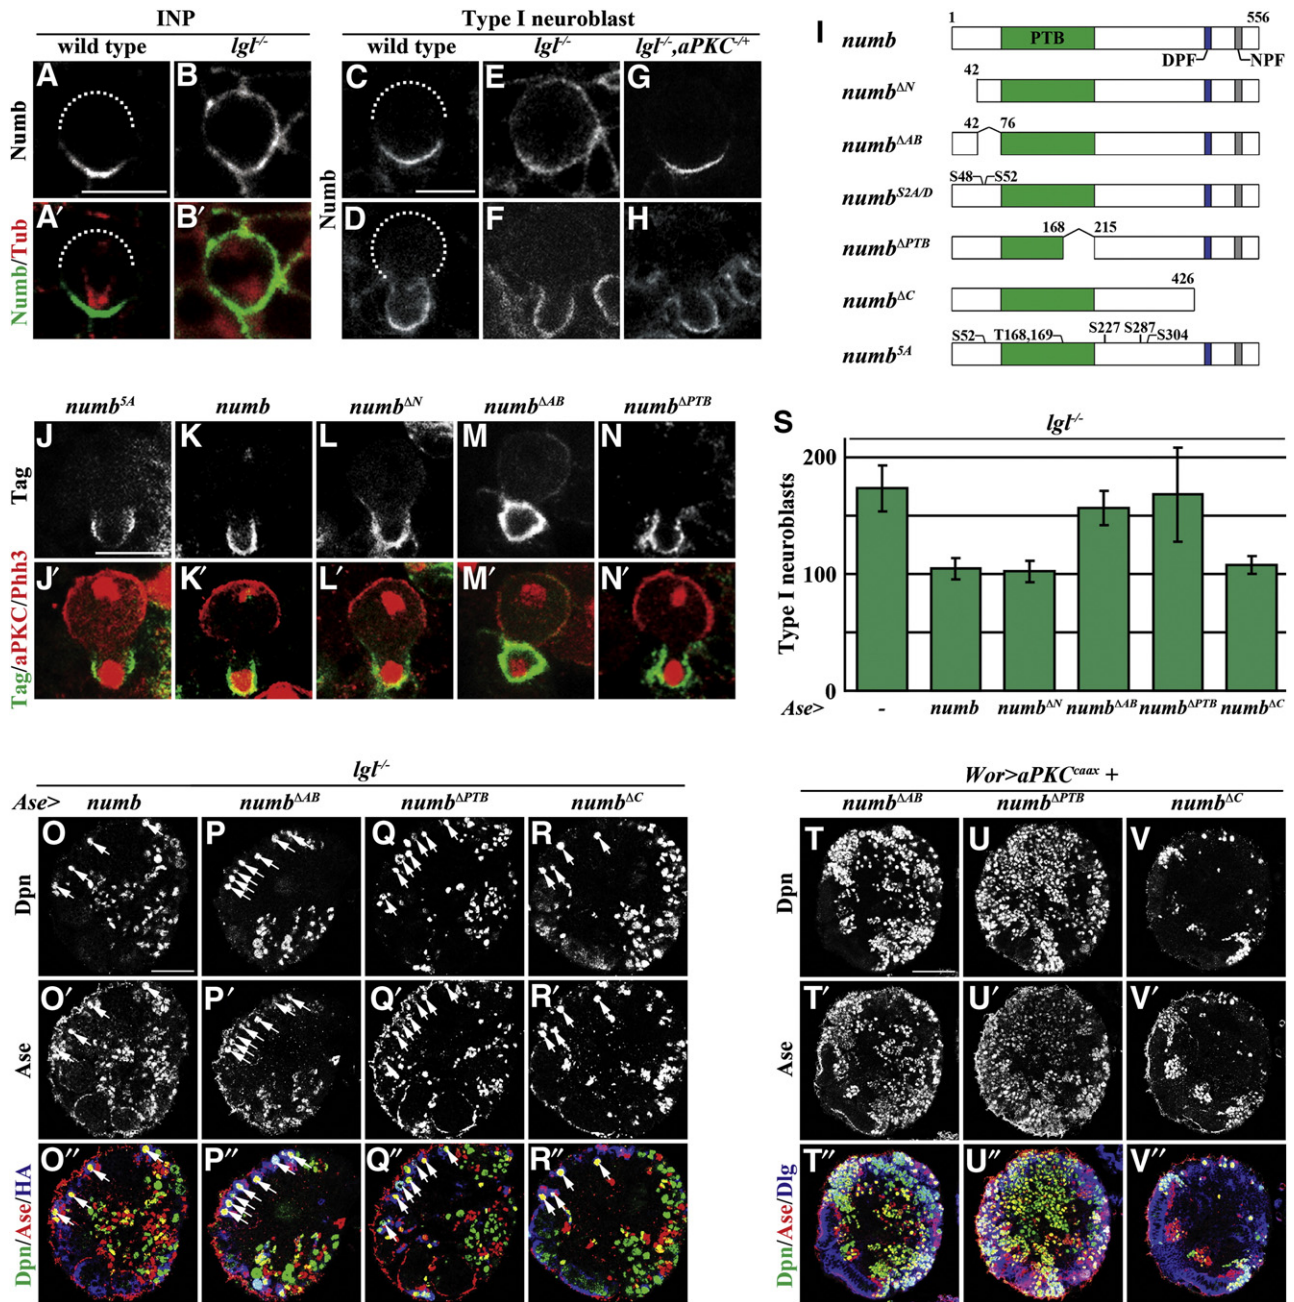 INP
Type I neuroblast
wild type
lgl-/-
wild type
lgl-/-
lgl-/-,aPKC-/+
A
B
C
E
G
Numb
A′
B′
D
F
H
Numb/Tub
Numb
I
1
556
numb
PTB
DPF
NPF
42
numbΔN
42
76
numbΔAB
S48
S52
numbS2A/D
168
215
numbΔPTB
426
numbΔC
S52
T168,169
S227
S287
S304
numb5A
numb5A
numb
numbΔN
numbΔAB
numbΔPTB
J
K
L
M
N
Tag
J′
K′
L′
M′
N′
Tag/aPKC/Phh3
S
lgl-/-
Type I neuroblasts
200
100
0
Ase>
-
numb
numbΔN
numbΔAB
numbΔPTB
numbΔC
lgl-/-
Ase>
numb
numbΔAB
numbΔPTB
numbΔC
O
P
Q
R
Dpn
O′
P′
Q′
R′
Ase
O″
P″
Q″
R″
Dpn/Ase/HA
Wor>aPKCcaax +
numbΔAB
numbΔPTB
numbΔC
T
U
V
Dpn
T′
U′
V′
Ase
T″
U″
V″
Dpn/Ase/Dlg